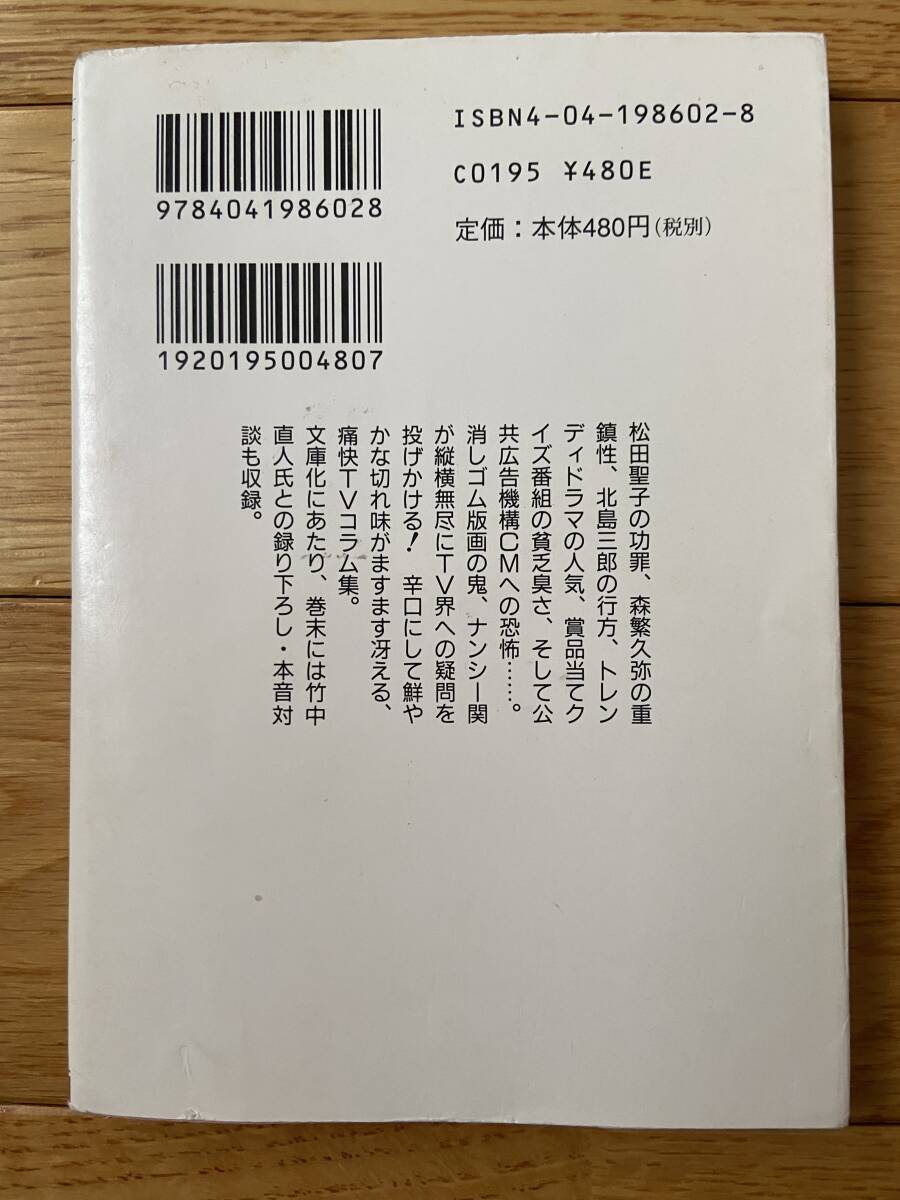 ISBN4-04-198602-8
C0195 ¥480E
定価：本体480円（税別）
9784041986028
1920195004807
松田聖子の功罪、森繁久弥の重
鎮性、北島三郎の行方、トレン
ディドラマの人気、賞品当てク
イズ番組の貧乏臭さ、そして公
共広告機構CMへの恐怖……。
消しゴム版画の鬼、ナンシー関
が縦横無尽にTV界への疑問を
投げかける！　辛口にして鮮や
かな切れ味がますます冴える、
痛快TVコラム集。
文庫化にあたり、巻末には竹中
直人氏との録り下ろし・本音対
談も収録。